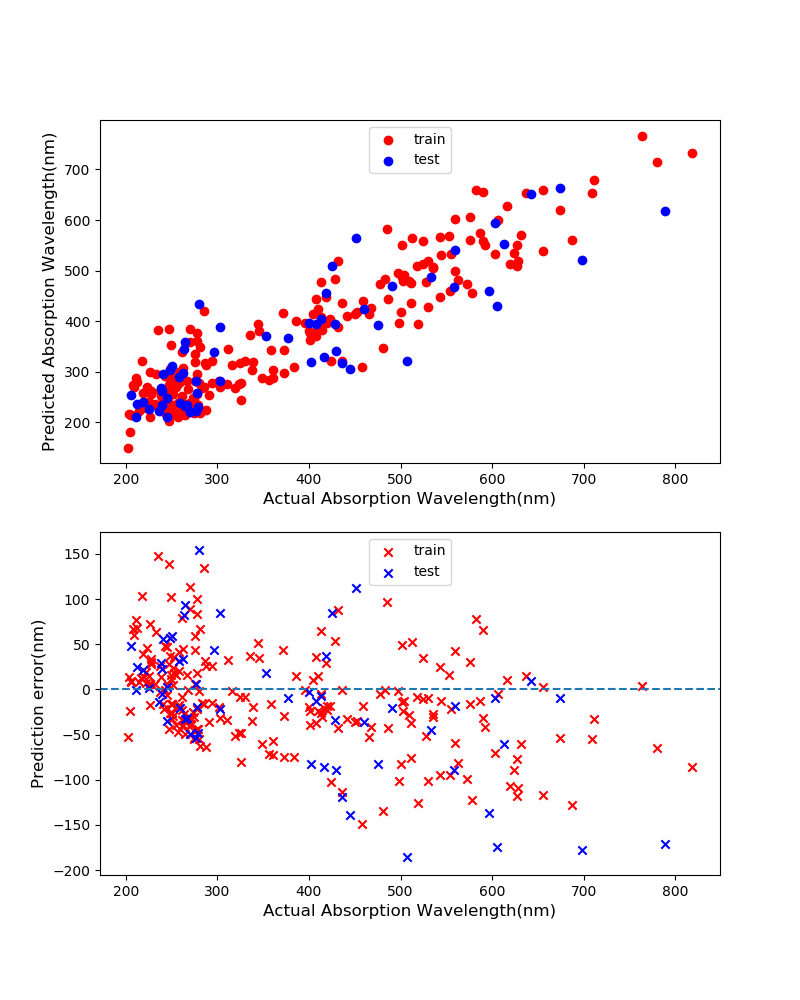 train
test
700
600
500
400
300
200
Predicted Absorption Wavelength(nm)
200 300 400 500 600 700 800
Actual Absorption Wavelength(nm)
train
test
150
100
50
0
−50
−100
−150
−200
Prediction error(nm)
200 300 400 500 600 700 800
Actual Absorption Wavelength(nm)